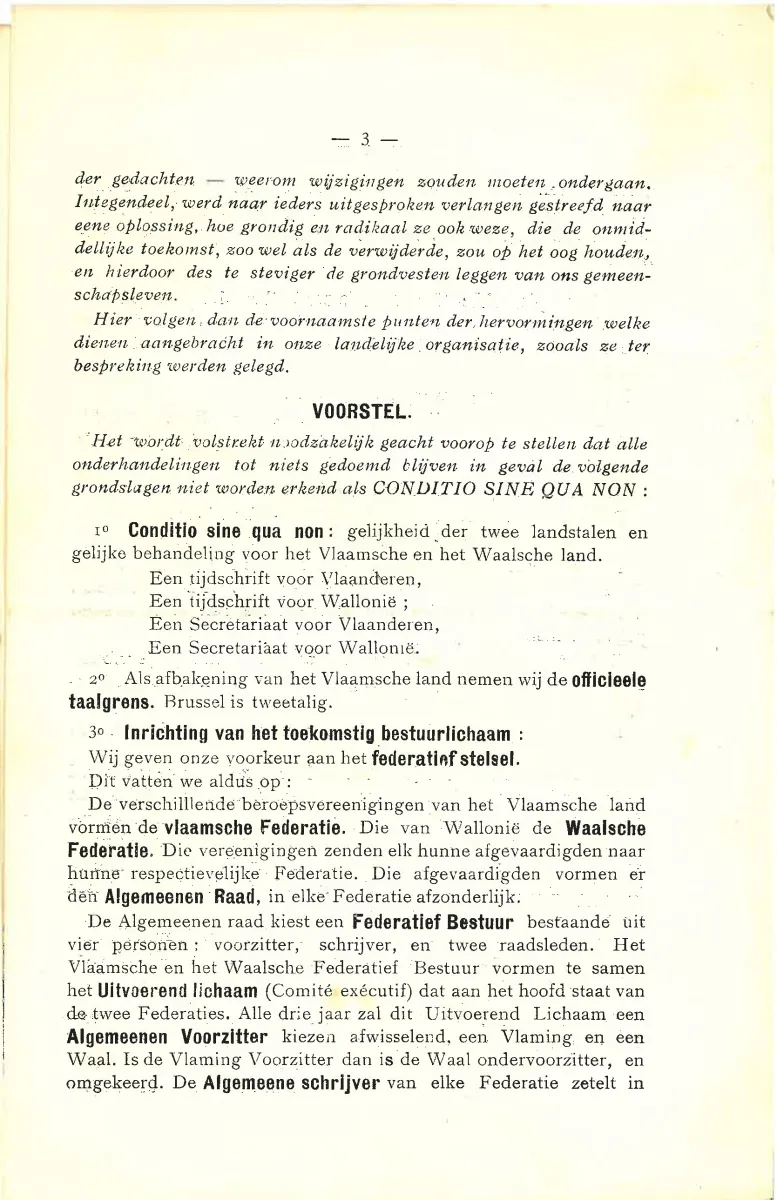 — 3 —
der gedachten — weerom wijzigingen zouden moeten ondergaan.
Integendeel, werd naar ieders uitgesproken verlangen gestreefd naar
eene oplossing, hoe grondig en radikaal ze ook weze, die de onmid-
dellijke toekomst, zoo wel als de verwijderde, zou op het oog houden,
en hierdoor des te steviger de grondvesten leggen van ons gemeen-
schapsleven.
Hier volgen dan de voornaamste punten der hervormingen welke
dienen aangebracht in onze landelijke organisatie, zooals ze ter
bespreking werden gelegd.
VOORSTEL.
Het wordt volstrekt noodzakelijk geacht voorop te stellen dat alle
onderhandelingen tot niets gedoemd blijven in geval de volgende
grondslagen niet worden erkend als CONDITIO SINE QUA NON :
1º Conditio sine qua non : gelijkheid der twee landstalen en
gelijke behandeling voor het Vlaamsche en het Waalsche land.
Een tijdschrift voor Vlaanderen,
Een tijdschrift voor Wallonië ;
Een Secretariaat voor Vlaanderen,
Een Secretariaat voor Wallonië.
2º Als afbakening van het Vlaamsche land nemen wij de officieele
taalgrens. Brussel is tweetalig.
3º Inrichting van het toekomstig bestuurlichaam :
Wij geven onze voorkeur aan het federatief stelsel.
Dit vatten we aldus op :
De verschilllende beroepsvereenigingen van het Vlaamsche land
vormen de vlaamsche Federatie. Die van Wallonië de Waalsche
Federatie. Die vereenigingen zenden elk hunne afgevaardigden naar
hunne respectievelijke Federatie. Die afgevaardigden vormen er
den Algemeenen Raad, in elke Federatie afzonderlijk.
De Algemeenen raad kiest een Federatief Bestuur bestaande uit
vier personen : voorzitter, schrijver, en twee raadsleden. Het
Vlaamsche en het Waalsche Federatief Bestuur vormen te samen
het Uitvoerend lichaam (Comité exécutif) dat aan het hoofd staat van
de twee Federaties. Alle drie jaar zal dit Uitvoerend Lichaam een
Algemeenen Voorzitter kiezen afwisselend, een Vlaming en een
Waal. Is de Vlaming Voorzitter dan is de Waal ondervoorzitter, en
omgekeerd. De Algemeene schrijver van elke Federatie zetelt in